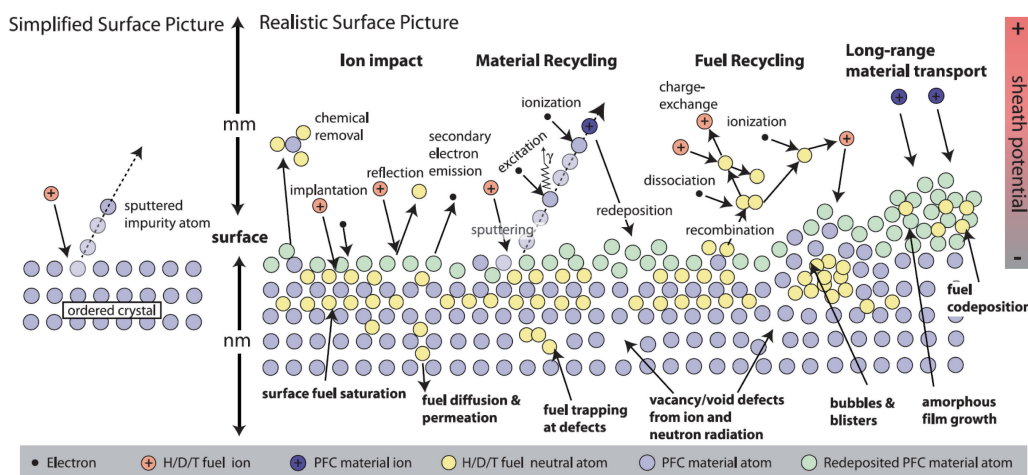 Simplified Surface Picture
Realistic Surface Picture
sputtered
impurity atom
ordered crystal
mm
surface
nm
Ion impact
Material Recycling
Fuel Recycling
Long-range
material transport
chemical
removal
implantation
reflection
secondary
electron
emission
ionization
excitation
γ
sputtering
redeposition
charge-
exchange
ionization
dissociation
recombination
+
sheath potential
-
fuel
codeposition
surface fuel saturation
fuel diffusion &
permeation
fuel trapping
at defects
vacancy/void defects
from ion and
neutron radiation
bubbles &
blisters
amorphous
film growth
Electron
+ H/D/T fuel ion
+ PFC material ion
H/D/T fuel neutral atom
PFC material atom
Redeposited PFC material atom